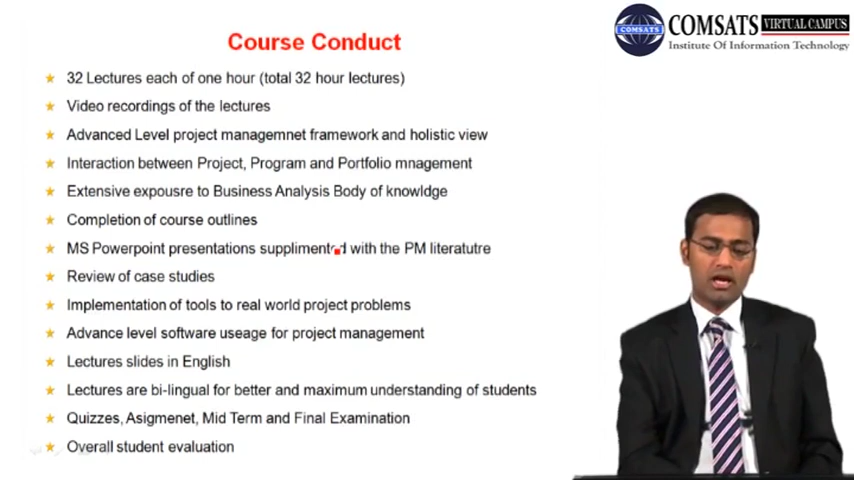 Course Conduct
32 Lectures each of one hour (total 32 hour lectures)
Video recordings of the lectures
Advanced Level project managemnet framework and holistic view
Interaction between Project, Program and Portfolio mnagement
Extensive expousre to Business Analysis Body of knowldge
Completion of course outlines
MS Powerpoint presentations supplimented with the PM literatutre
Review of case studies
Implementation of tools to real world project problems
Advance level software useage for project management
Lectures slides in English
Lectures are bi-lingual for better and maximum understanding of students
Quizzes, Asigmenet, Mid Term and Final Examination
Overall student evaluation
COMSATS
COMSATS VIRTUAL CAMPUS
Institute Of Information Technology